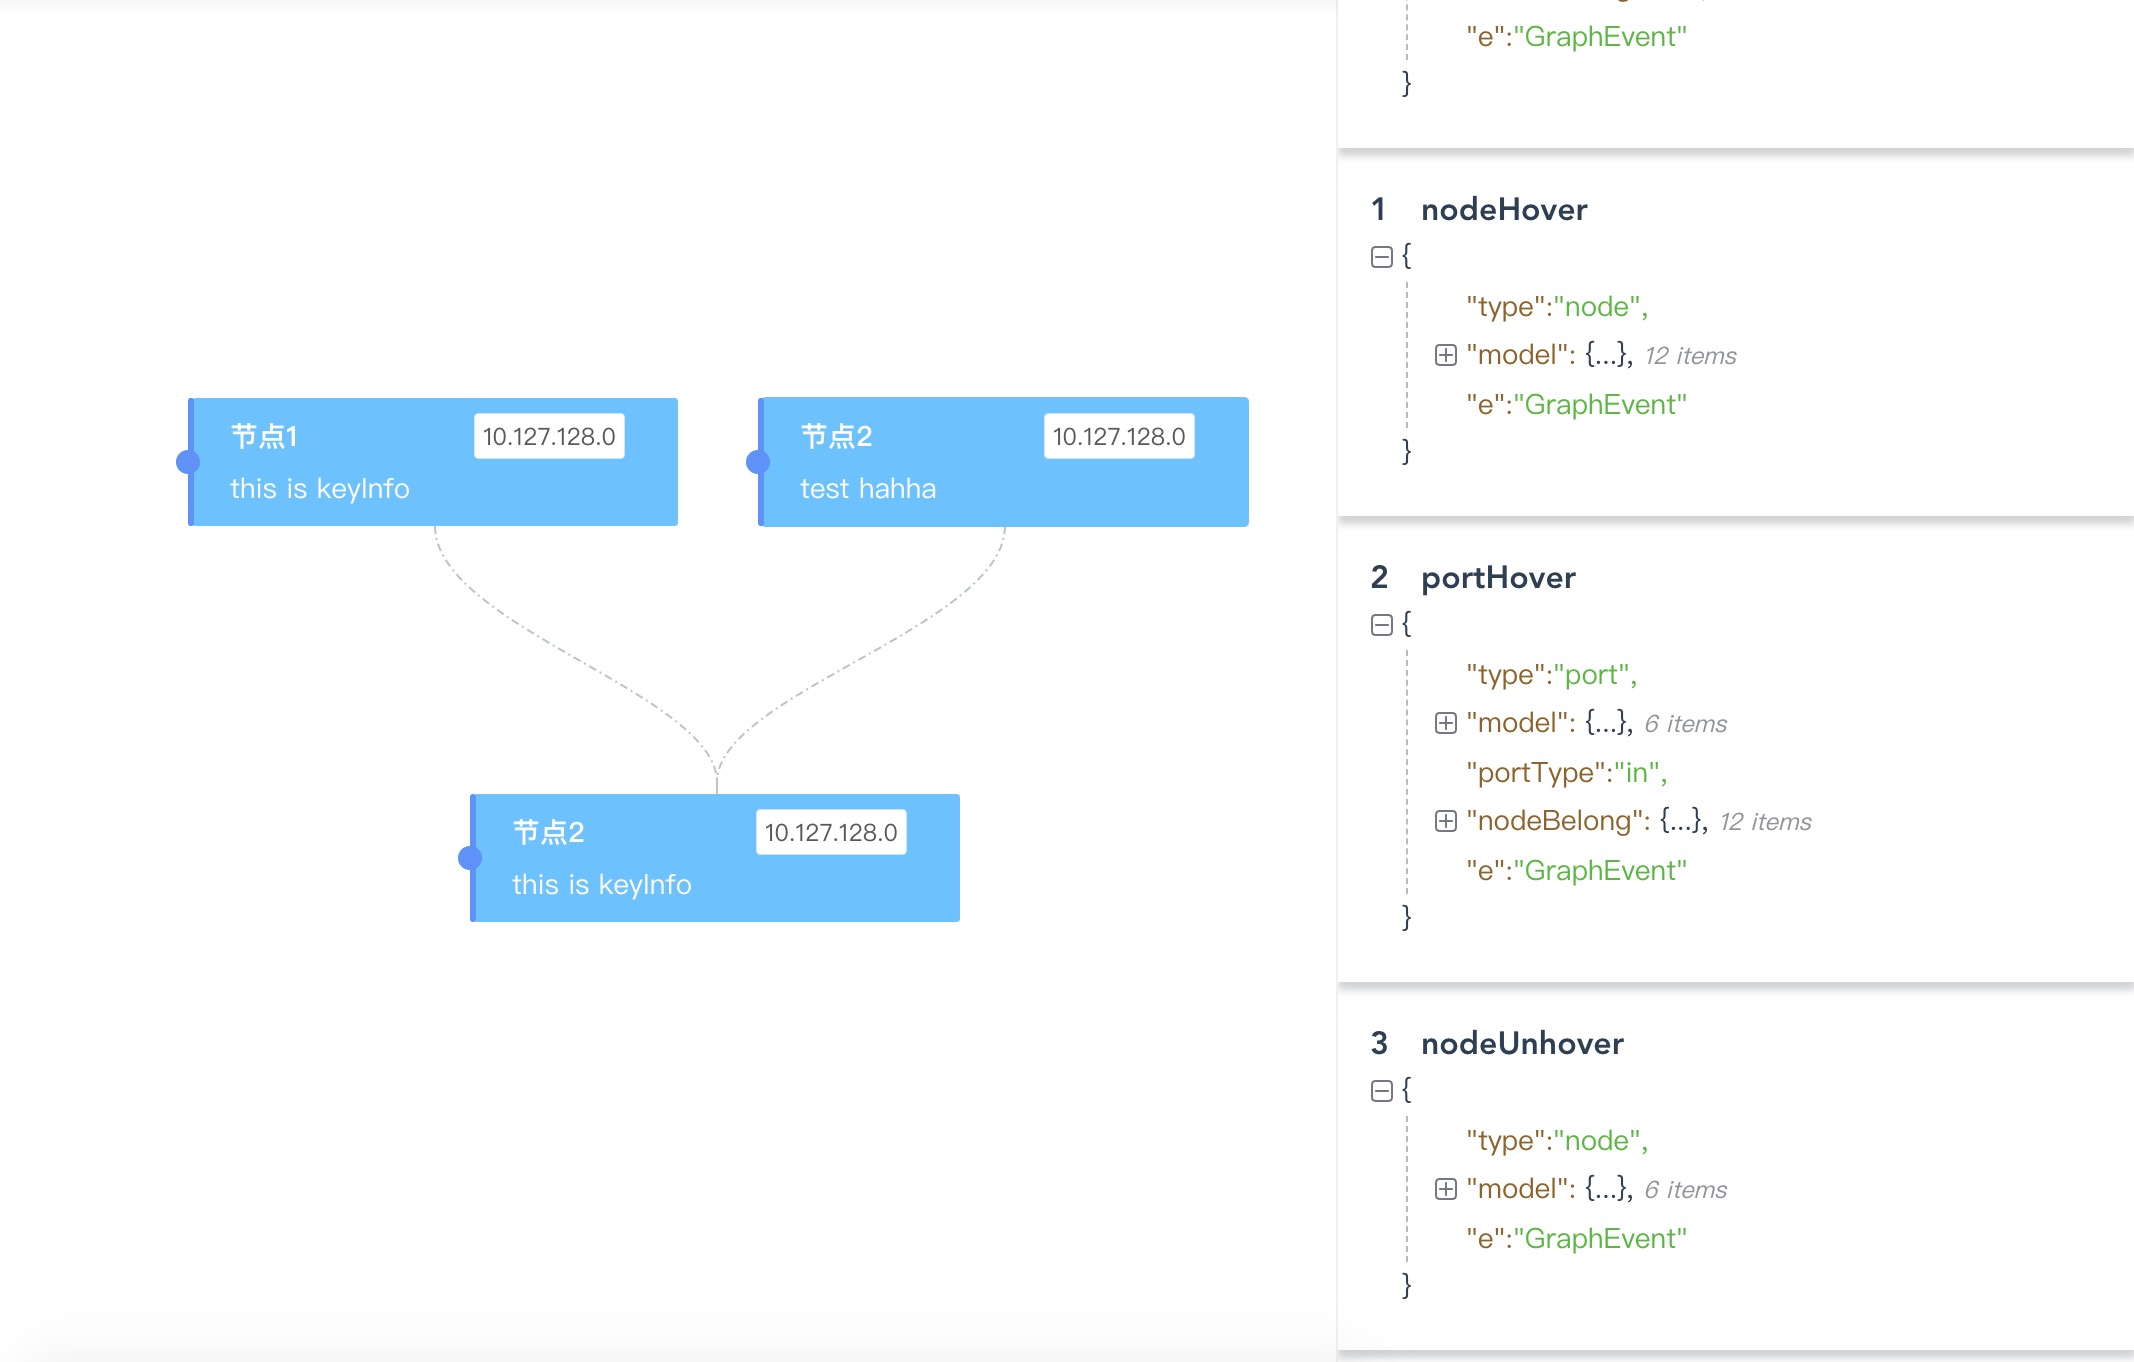 节点1 10.127.128.0
this is keyInfo
节点2 10.127.128.0
test hahha
节点2 10.127.128.0
this is keyInfo
"e":"GraphEvent"
}
1 nodeHover
{
"type":"node",
"model": {...}, 12 items
"e":"GraphEvent"
}
2 portHover
{
"type":"port",
"model": {...}, 6 items
"portType":"in",
"nodeBelong": {...}, 12 items
"e":"GraphEvent"
}
3 nodeUnhover
{
"type":"node",
"model": {...}, 6 items
"e":"GraphEvent"
}